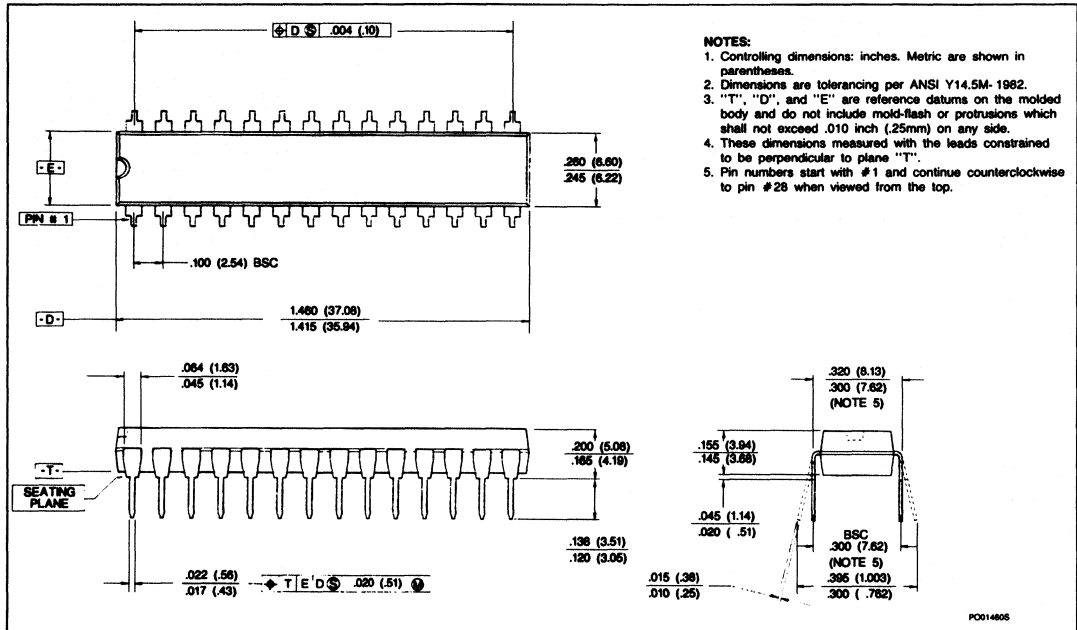 ⌖ D Ⓢ .004 (.10)
NOTES:
1. Controlling dimensions: inches. Metric are shown in
parentheses.
2. Dimensions are tolerancing per ANSI Y14.5M- 1982.
3. "T", "D", and "E" are reference datums on the molded
body and do not include mold-flash or protrusions which
shall not exceed .010 inch (.25mm) on any side.
4. These dimensions measured with the leads constrained
to be perpendicular to plane "T".
5. Pin numbers start with #1 and continue counterclockwise
to pin #28 when viewed from the top.
-E-
.260 (6.60)
.245 (6.22)
PIN # 1
.100 (2.54) BSC
-D-
1.460 (37.08)
1.415 (35.94)
.064 (1.63)
.045 (1.14)
.320 (8.13)
.300 (7.62)
(NOTE 5)
.200 (5.08)
.165 (4.19)
.155 (3.94)
.145 (3.68)
-T-
SEATING
PLANE
.045 (1.14)
.020 ( .51)
.138 (3.51)
.120 (3.05)
BSC
.300 (7.62)
(NOTE 5)
.395 (1.003)
.300 ( .762)
.022 (.56)
.017 (.43)
⌖ T E D Ⓢ .020 (.51) Ⓜ
.015 (.38)
.010 (.25)
PO01460S